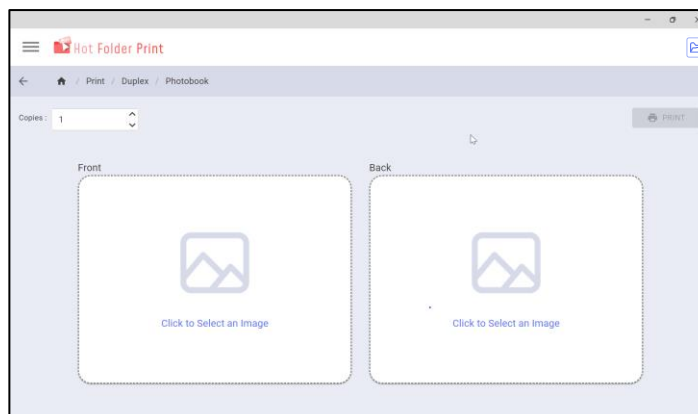 Hot Folder Print
/ Print / Duplex / Photobook
Copies : 1
PRINT
Front
Back
Click to Select an Image
Click to Select an Image